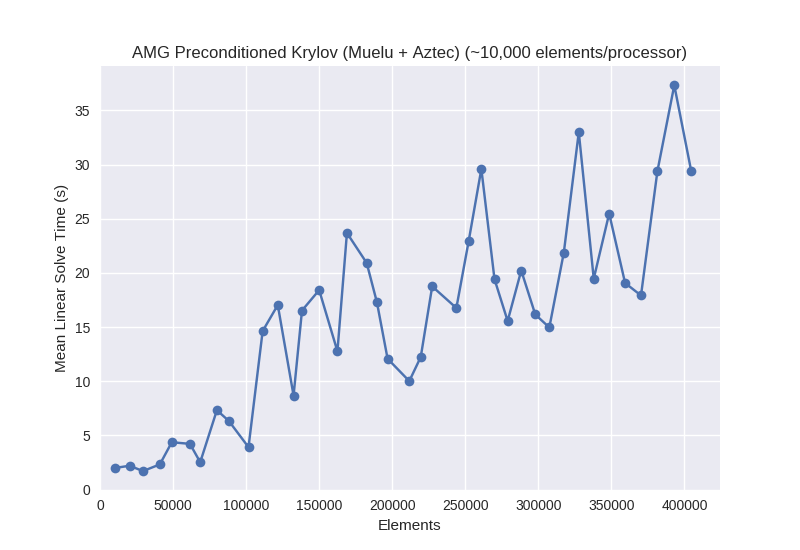 AMG Preconditioned Krylov (Muelu + Aztec) (~10,000 elements/processor)
Mean Linear Solve Time (s)
35
30
25
20
15
10
5
0
0 50000 100000 150000 200000 250000 300000 350000 400000
Elements